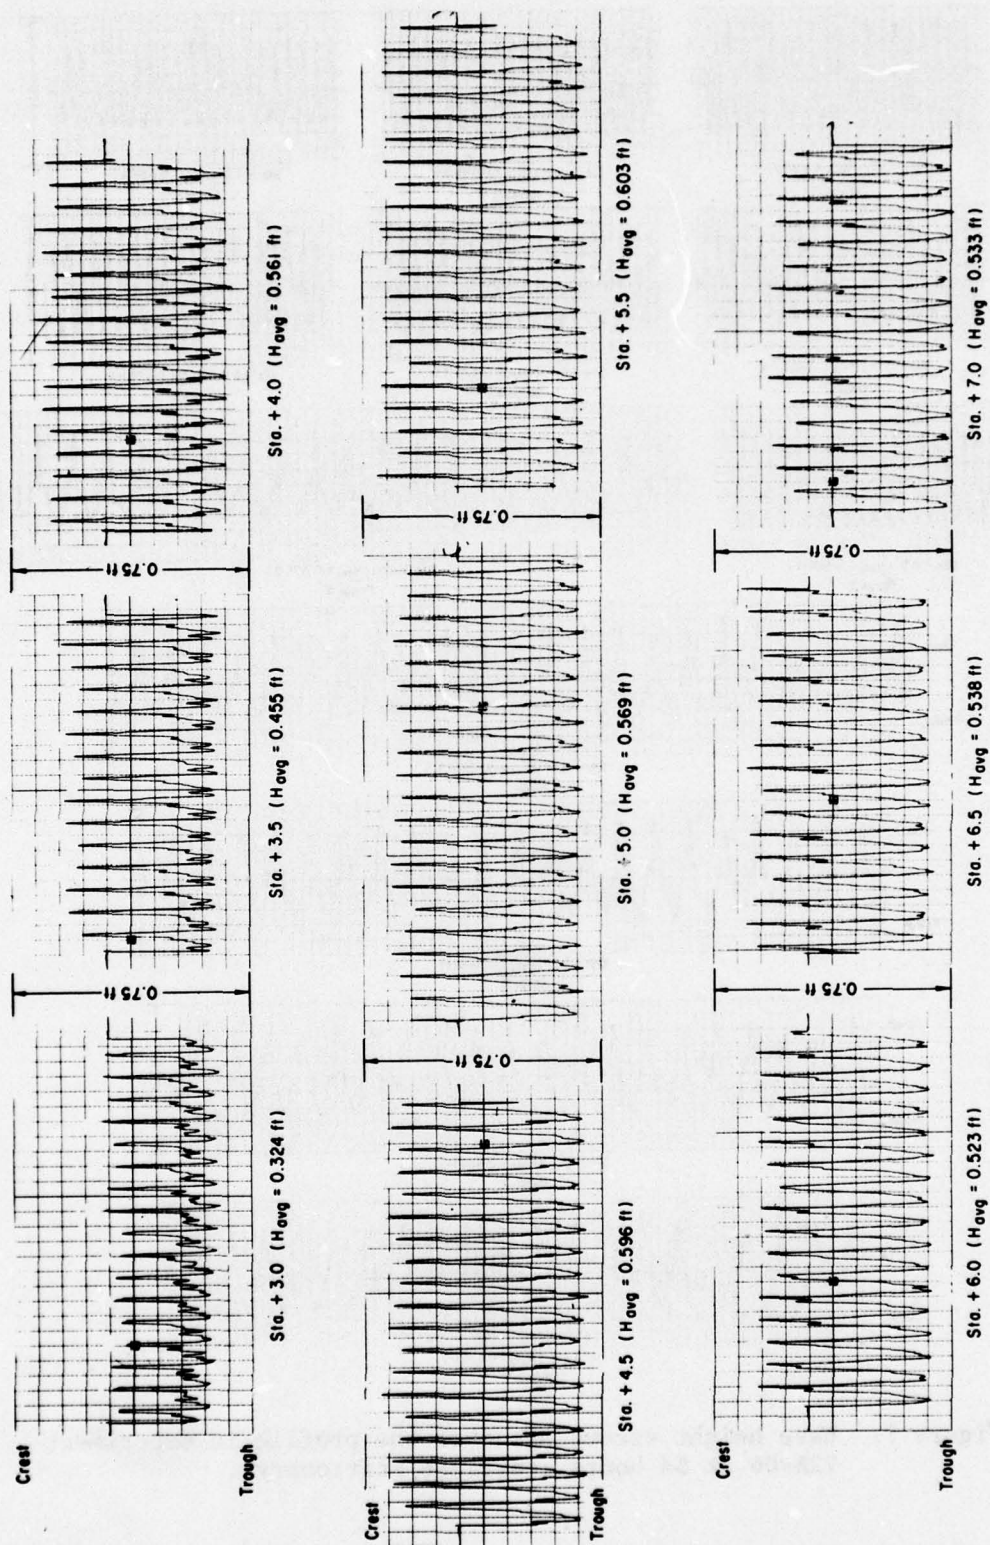 Crest
Trough
0.75 ft
0.75 ft
Sta. + 3.0 (Havg = 0.324 ft)
Sta. + 3.5 (Havg = 0.455 ft)
Sta. + 4.0 (Havg = 0.561 ft)
Crest
Trough
0.75 ft
0.75 ft
Sta. + 4.5 (Havg = 0.596 ft)
Sta. + 5.0 (Havg = 0.569 ft)
Sta. + 5.5 (Havg = 0.603 ft)
Crest
Trough
0.75 ft
0.75 ft
Sta. + 6.0 (Havg = 0.523 ft)
Sta. + 6.5 (Havg = 0.538 ft)
Sta. + 7.0 (Havg = 0.533 ft)